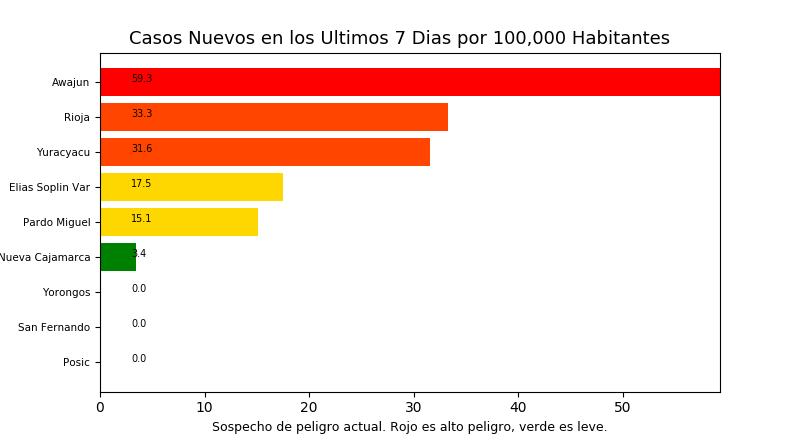 Casos Nuevos en los Ultimos 7 Dias por 100,000 Habitantes
Awajun 59.3
Rioja 33.3
Yuracyacu 31.6
Elias Soplin Var 17.5
Pardo Miguel 15.1
Nueva Cajamarca 3.4
Yorongos 0.0
San Fernando 0.0
Posic 0.0
0 10 20 30 40 50
Sospecho de peligro actual. Rojo es alto peligro, verde es leve.